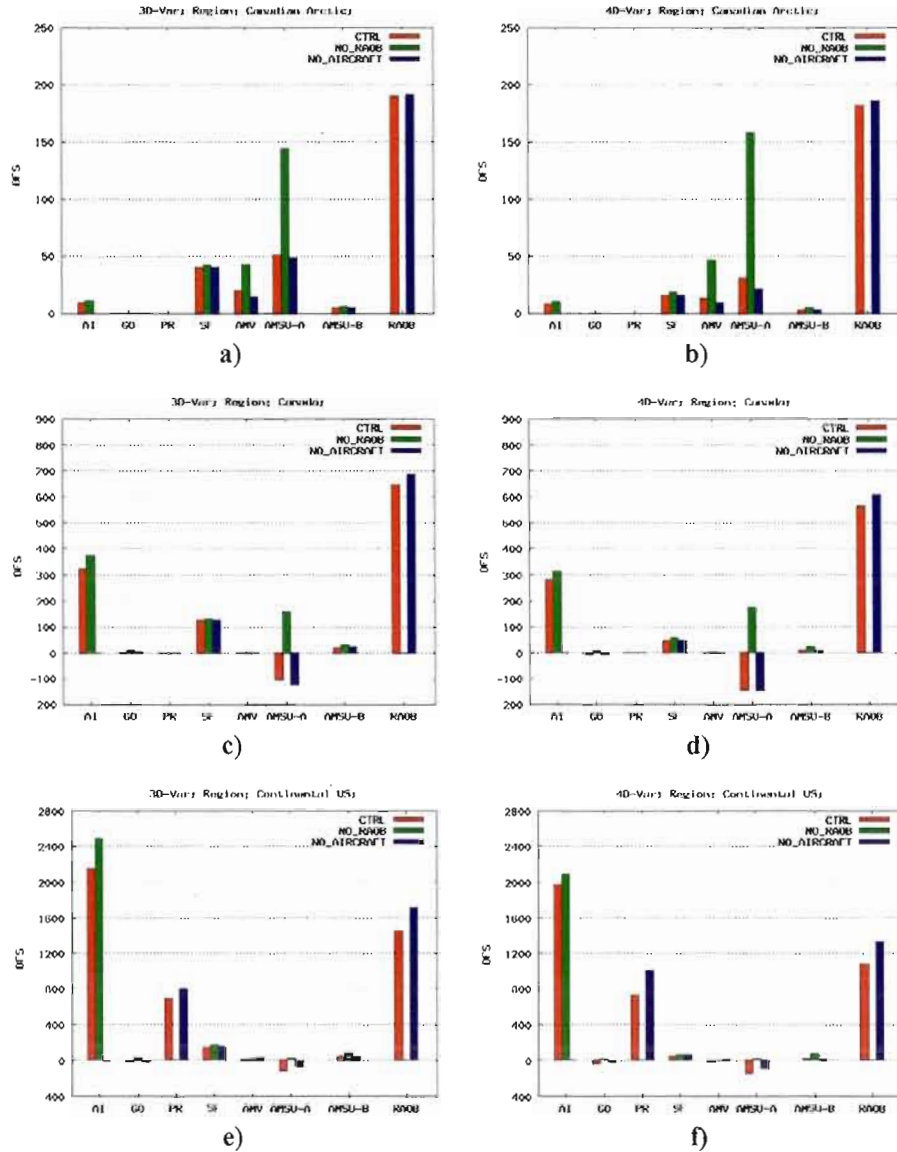 3D-Var; Region; Canadian Arctic;
250
200
150
100
50
0
DFS
CTRL
NO_RAOB
NO_AIRCRAFT
AI GO PR SF AMV AMSU-A AMSU-B RAOB
a)
4D-Var; Region; Canadian Arctic;
250
200
150
100
50
0
DFS
CTRL
NO_RAOB
NO_AIRCRAFT
AI GO PR SF AMV AMSU-A AMSU-B RAOB
b)
3D-Var; Region; Canada;
900
800
700
600
500
400
300
200
100
0
-100
200
DFS
CTRL
NO_RAOB
NO_AIRCRAFT
AI GO PR SF AMV AMSU-A AMSU-B RAOB
c)
4D-Var; Region; Canada;
900
800
700
600
500
400
300
200
100
0
-100
200
DFS
CTRL
NO_RAOB
NO_AIRCRAFT
AI GO PR SF AMV AMSU-A AMSU-B RAOB
d)
3D-Var; Region; Continental US;
2800
2400
2000
1600
1200
800
400
0
400
DFS
CTRL
NO_RAOB
NO_AIRCRAFT
AI GO PR SF AMV AMSU-A AMSU-B RAOB
e)
4D-Var; Region; Continental US;
2800
2400
2000
1600
1200
800
400
0
400
DFS
CTRL
NO_RAOB
NO_AIRCRAFT
AI GO PR SF AMV AMSU-A AMSU-B RAOB
f)